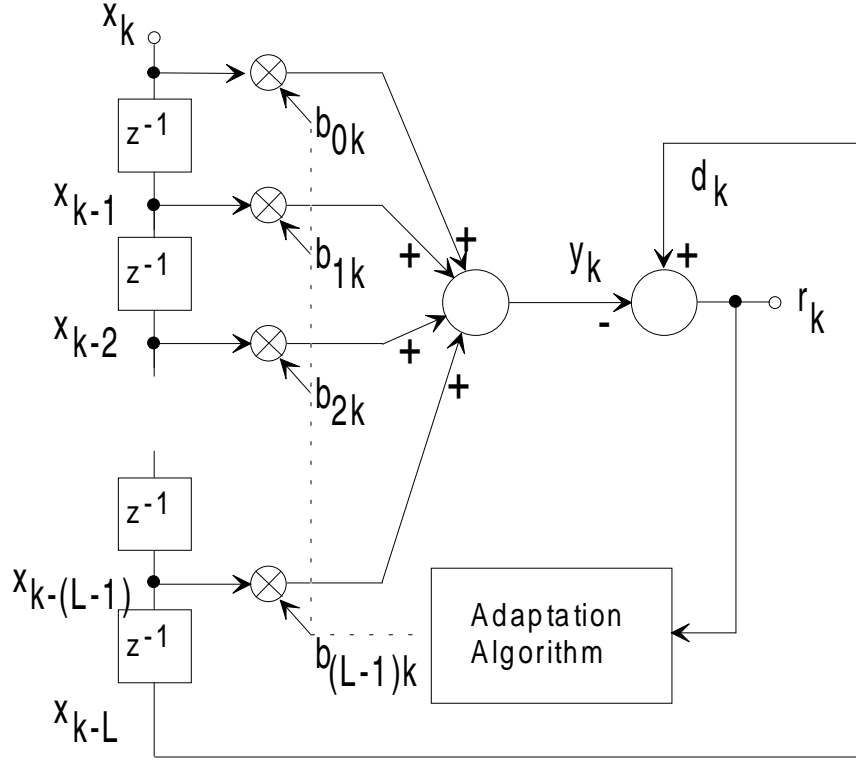 x_k
z⁻¹
b_0k
d_k
x_k-1
+
+
+
b_1k
y_k
z⁻¹
-
r_k
x_k-2
+
+
b_2k
z⁻¹
x_k-(L-1)
Adaptation
Algorithm
z⁻¹
b_(L-1)k
x_k-L